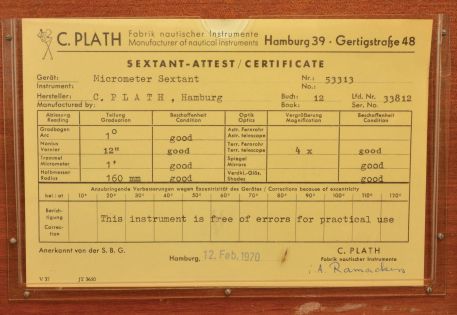 C. PLATH Fabrik nautischer Instrumente
Manufacturer of nautical instruments Hamburg 39 · Gertigstraße 48
SEXTANT-ATTEST / CERTIFICATE
Gerät: Micrometer Sextant Nr.: 53313
Instrument: No.:
Hersteller: C. PLATH, Hamburg Buch: 12 Lfd. Nr. 33812
Manufactured by: Book: Ser. No.
Ablesung Teilung Beschaffenheit Optik Vergrößerung Beschaffenheit
Reading Graduation Condition Optics Magnification Condition
Gradbogen 1° good Astr. Fernrohr
Arc Astr. telescope
Nonius 12" good Terr. Fernrohr 4 x good
Vernier Terr. telescope
Trommel 1' good Spiegel good
Micrometer Mirrors
Halbmesser 160 mm good Verdkl.-Gläs. good
Radius Shades
Anzubringende Verbesserungen wegen Exzentrizität des Gerätes / Corrections because of excentricity
bei : at 10° 20° 30° 40° 50° 60° 70° 80° 90° 100° 110° 120°
Berich-
tigung This instrument is free of errors for practical use
Correc-
tion
Anerkannt von der S.B.G. C. PLATH
Hamburg, 12. Feb. 1970 Fabrik nautischer Instrumente
i.A.
V 37